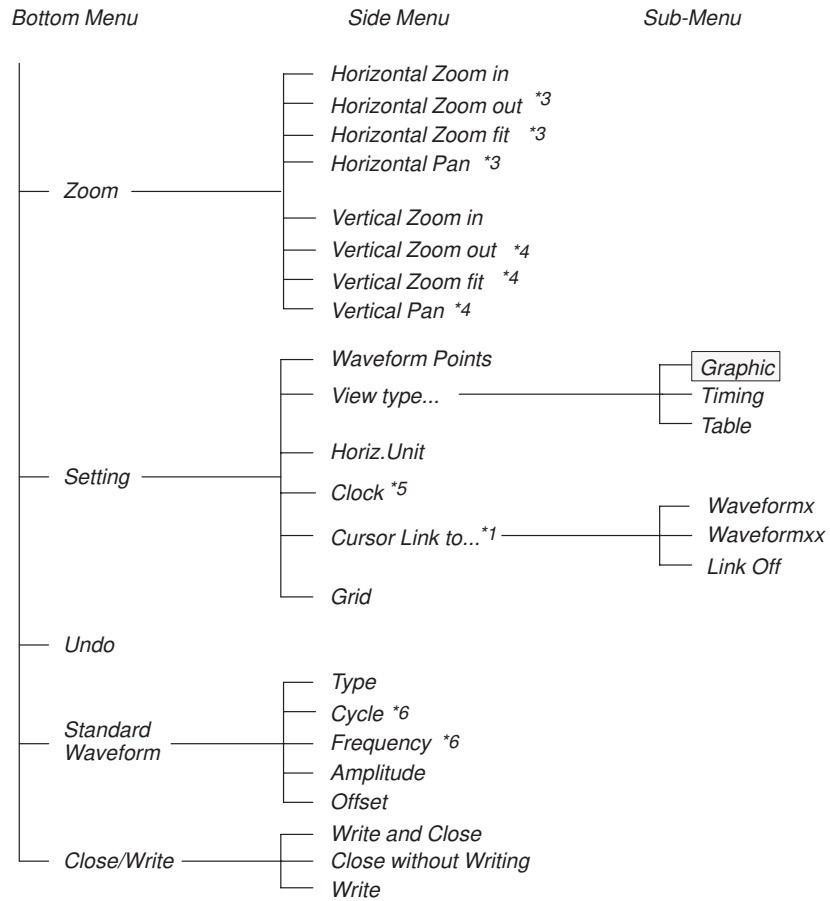 Bottom Menu Side Menu Sub-Menu
Horizontal Zoom in
Horizontal Zoom out *3
Horizontal Zoom fit *3
Horizontal Pan *3
Zoom
Vertical Zoom in
Vertical Zoom out *4
Vertical Zoom fit *4
Vertical Pan *4
Waveform Points
Graphic
View type...
Timing
Table
Horiz.Unit
Setting
Clock *5
Waveformx
Cursor Link to...*1
Waveformxx
Link Off
Grid
Undo
Type
Cycle *6
Standard
Waveform
Frequency *6
Amplitude
Offset
Write and Close
Close/Write
Close without Writing
Write